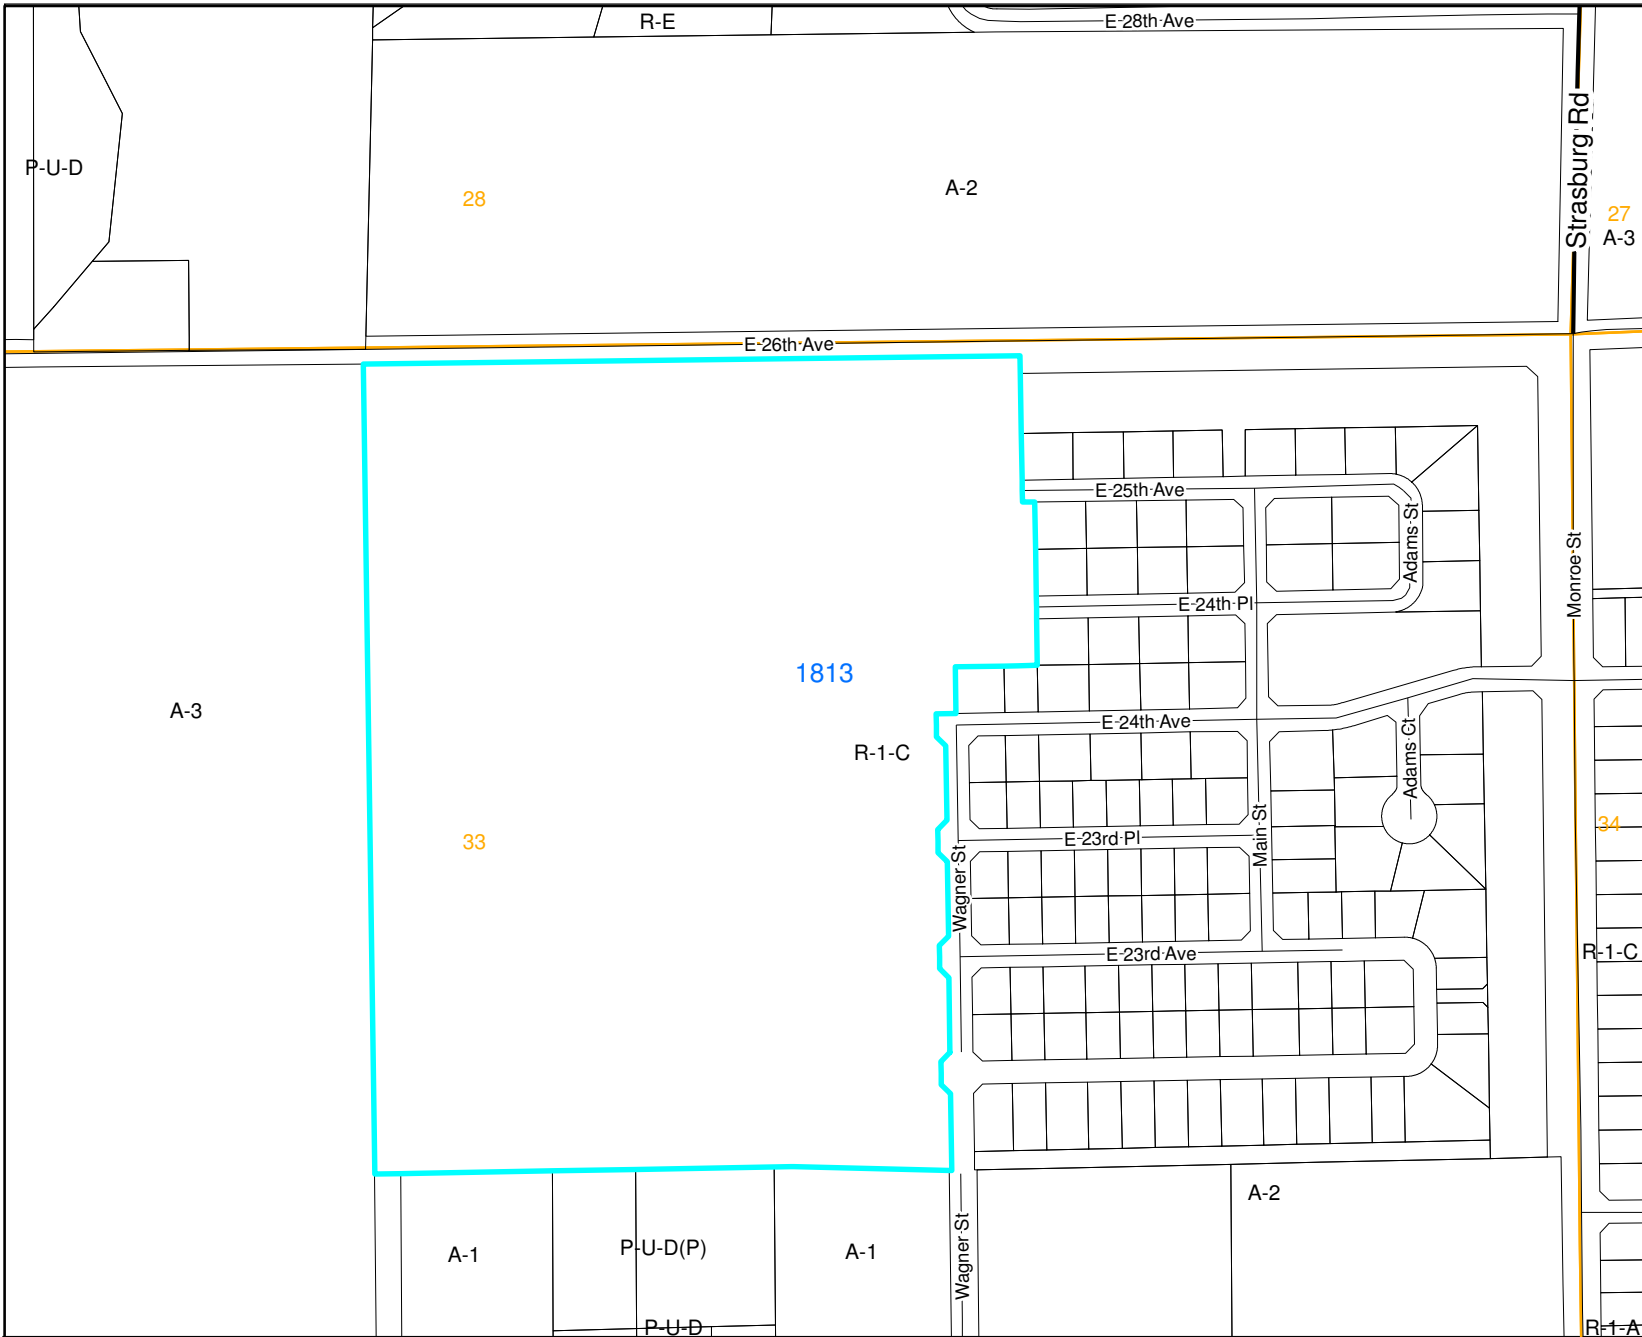 R-E
E 28th Ave
P-U-D
28
A-2
Strasburg Rd
27
A-3
E 26th Ave
E 25th Ave
Adams St
Monroe St
E 24th Pl
1813
A-3
E 24th Ave
R-1-C
Adams Ct
33
E 23rd Pl
Main St
34
Wagner St
E 23rd Ave
R-1-C
A-2
A-1
P-U-D(P)
A-1
Wagner St
P-U-D
R-1-A